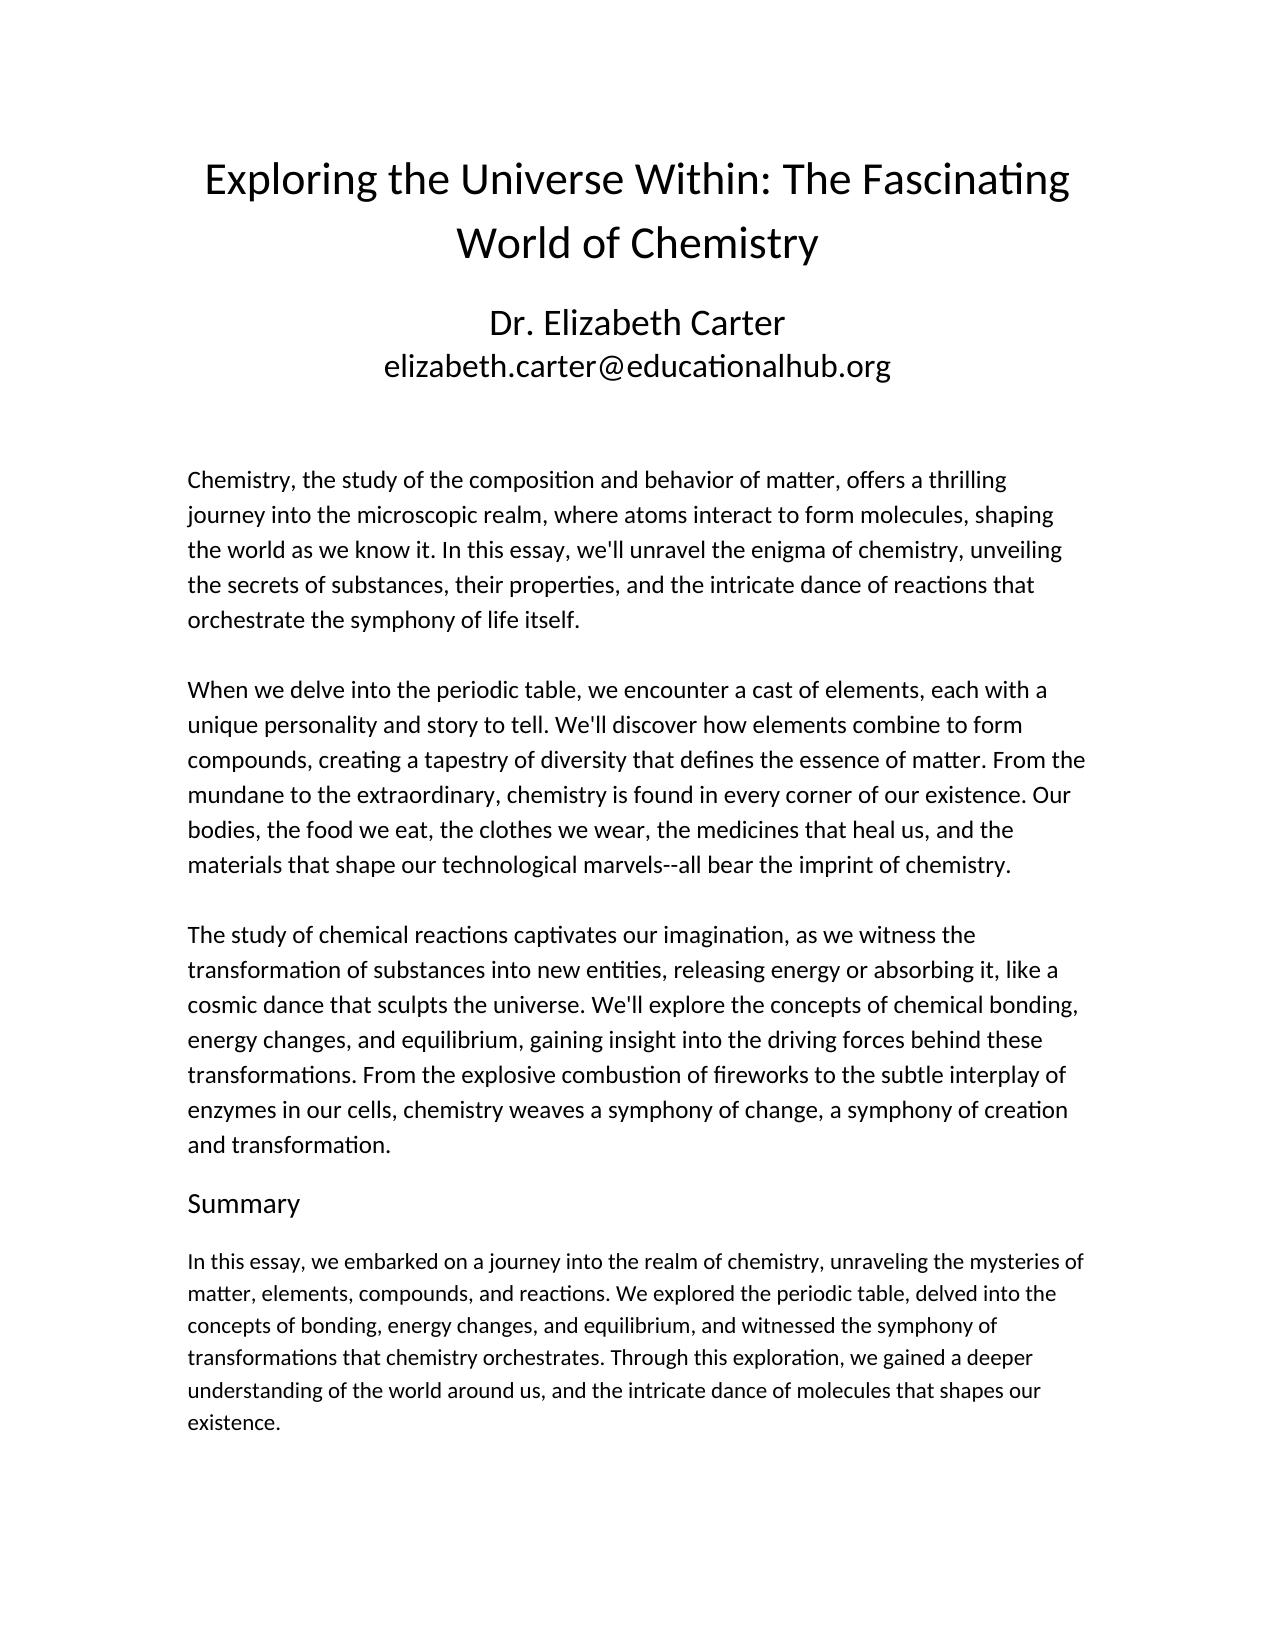 Exploring the Universe Within: The Fascinating
World of Chemistry
Dr. Elizabeth Carter
elizabeth.carter@educationalhub.org
Chemistry, the study of the composition and behavior of matter, offers a thrilling
journey into the microscopic realm, where atoms interact to form molecules, shaping
the world as we know it. In this essay, we'll unravel the enigma of chemistry, unveiling
the secrets of substances, their properties, and the intricate dance of reactions that
orchestrate the symphony of life itself.
When we delve into the periodic table, we encounter a cast of elements, each with a
unique personality and story to tell. We'll discover how elements combine to form
compounds, creating a tapestry of diversity that defines the essence of matter. From the
mundane to the extraordinary, chemistry is found in every corner of our existence. Our
bodies, the food we eat, the clothes we wear, the medicines that heal us, and the
materials that shape our technological marvels--all bear the imprint of chemistry.
The study of chemical reactions captivates our imagination, as we witness the
transformation of substances into new entities, releasing energy or absorbing it, like a
cosmic dance that sculpts the universe. We'll explore the concepts of chemical bonding,
energy changes, and equilibrium, gaining insight into the driving forces behind these
transformations. From the explosive combustion of fireworks to the subtle interplay of
enzymes in our cells, chemistry weaves a symphony of change, a symphony of creation
and transformation.
Summary
In this essay, we embarked on a journey into the realm of chemistry, unraveling the mysteries of
matter, elements, compounds, and reactions. We explored the periodic table, delved into the
concepts of bonding, energy changes, and equilibrium, and witnessed the symphony of
transformations that chemistry orchestrates. Through this exploration, we gained a deeper
understanding of the world around us, and the intricate dance of molecules that shapes our
existence.